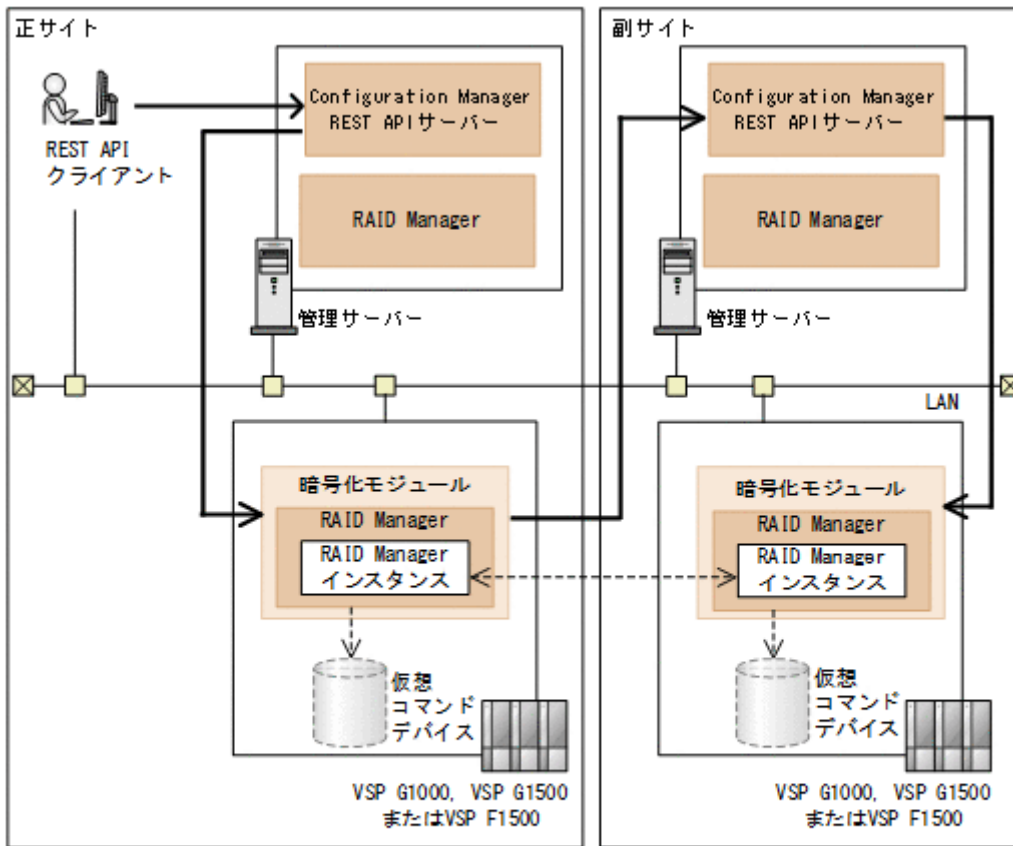 正サイト
REST API
クライアント
Configuration Manager
REST APIサーバー
RAID Manager
管理サーバー
暗号化モジュール
RAID Manager
RAID Manager
インスタンス
仮想
コマンド
デバイス
VSP G1000, VSP G1500
またはVSP F1500
副サイト
Configuration Manager
REST APIサーバー
RAID Manager
管理サーバー
LAN
暗号化モジュール
RAID Manager
RAID Manager
インスタンス
仮想
コマンド
デバイス
VSP G1000, VSP G1500
またはVSP F1500